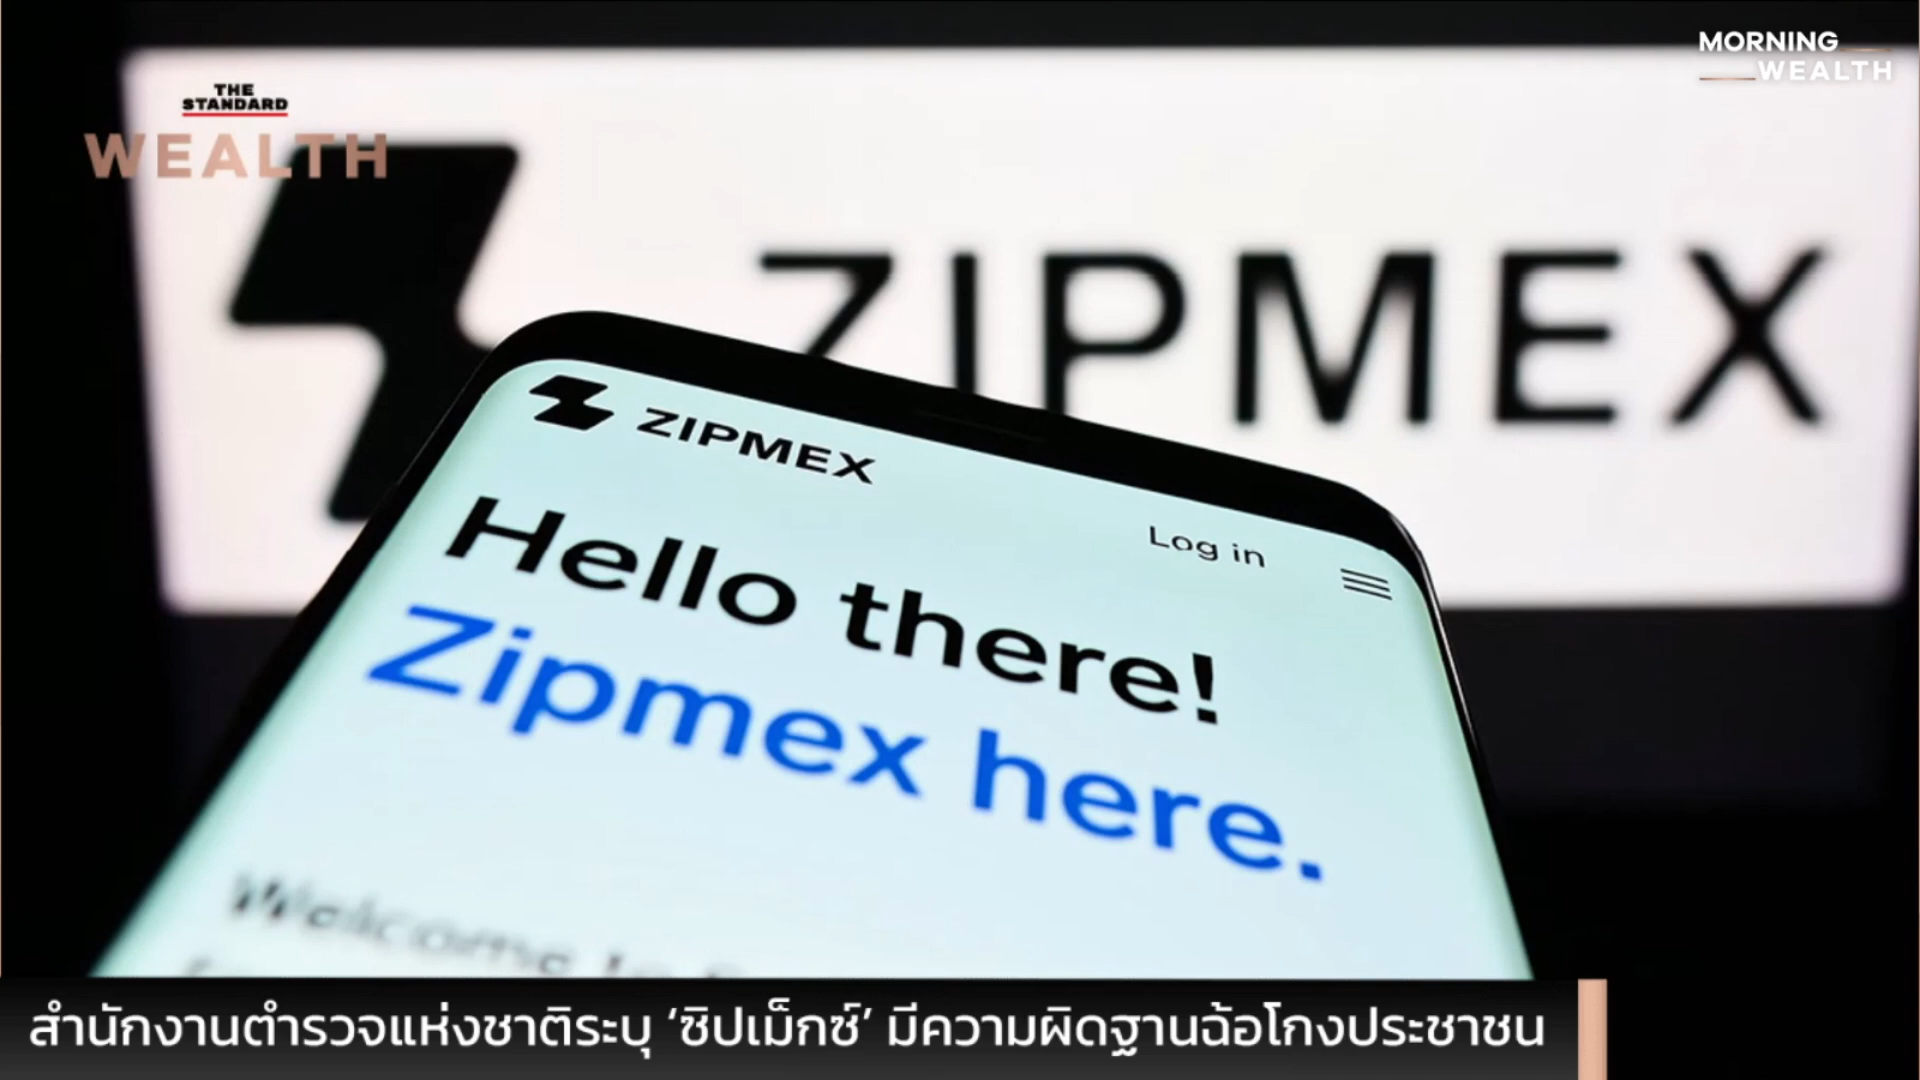 MORNING
WEALTH
THE
STANDARD
WEALTH
ZIPMEX
ZIPMEX
Log in
Hello there!
Zipmex here.
Welcome to
สำนักงานตำรวจแห่งชาติระบุ ‘ซิปเม็กซ์’ มีความผิดฐานฉ้อโกงประชาชน